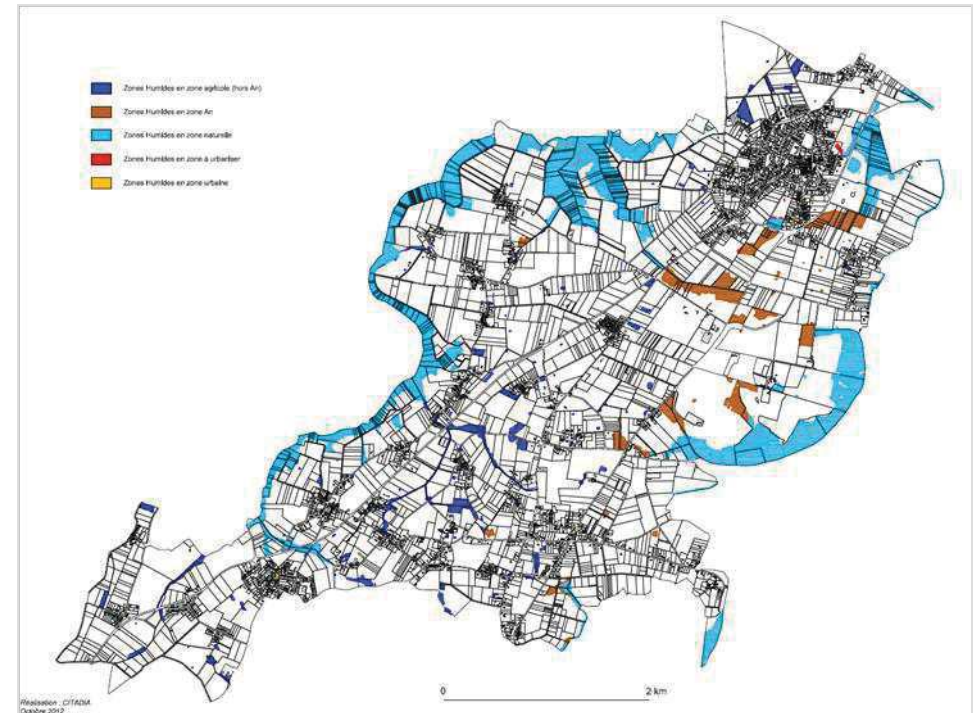 Zones Humides en zone agricole (hors An)
Zones Humides en zone An
Zones Humides en zone naturelle
Zones Humides en zone à urbaniser
Zones Humides en zone urbaine
0 2 km
Réalisation : CITADIA
Octobre 2012